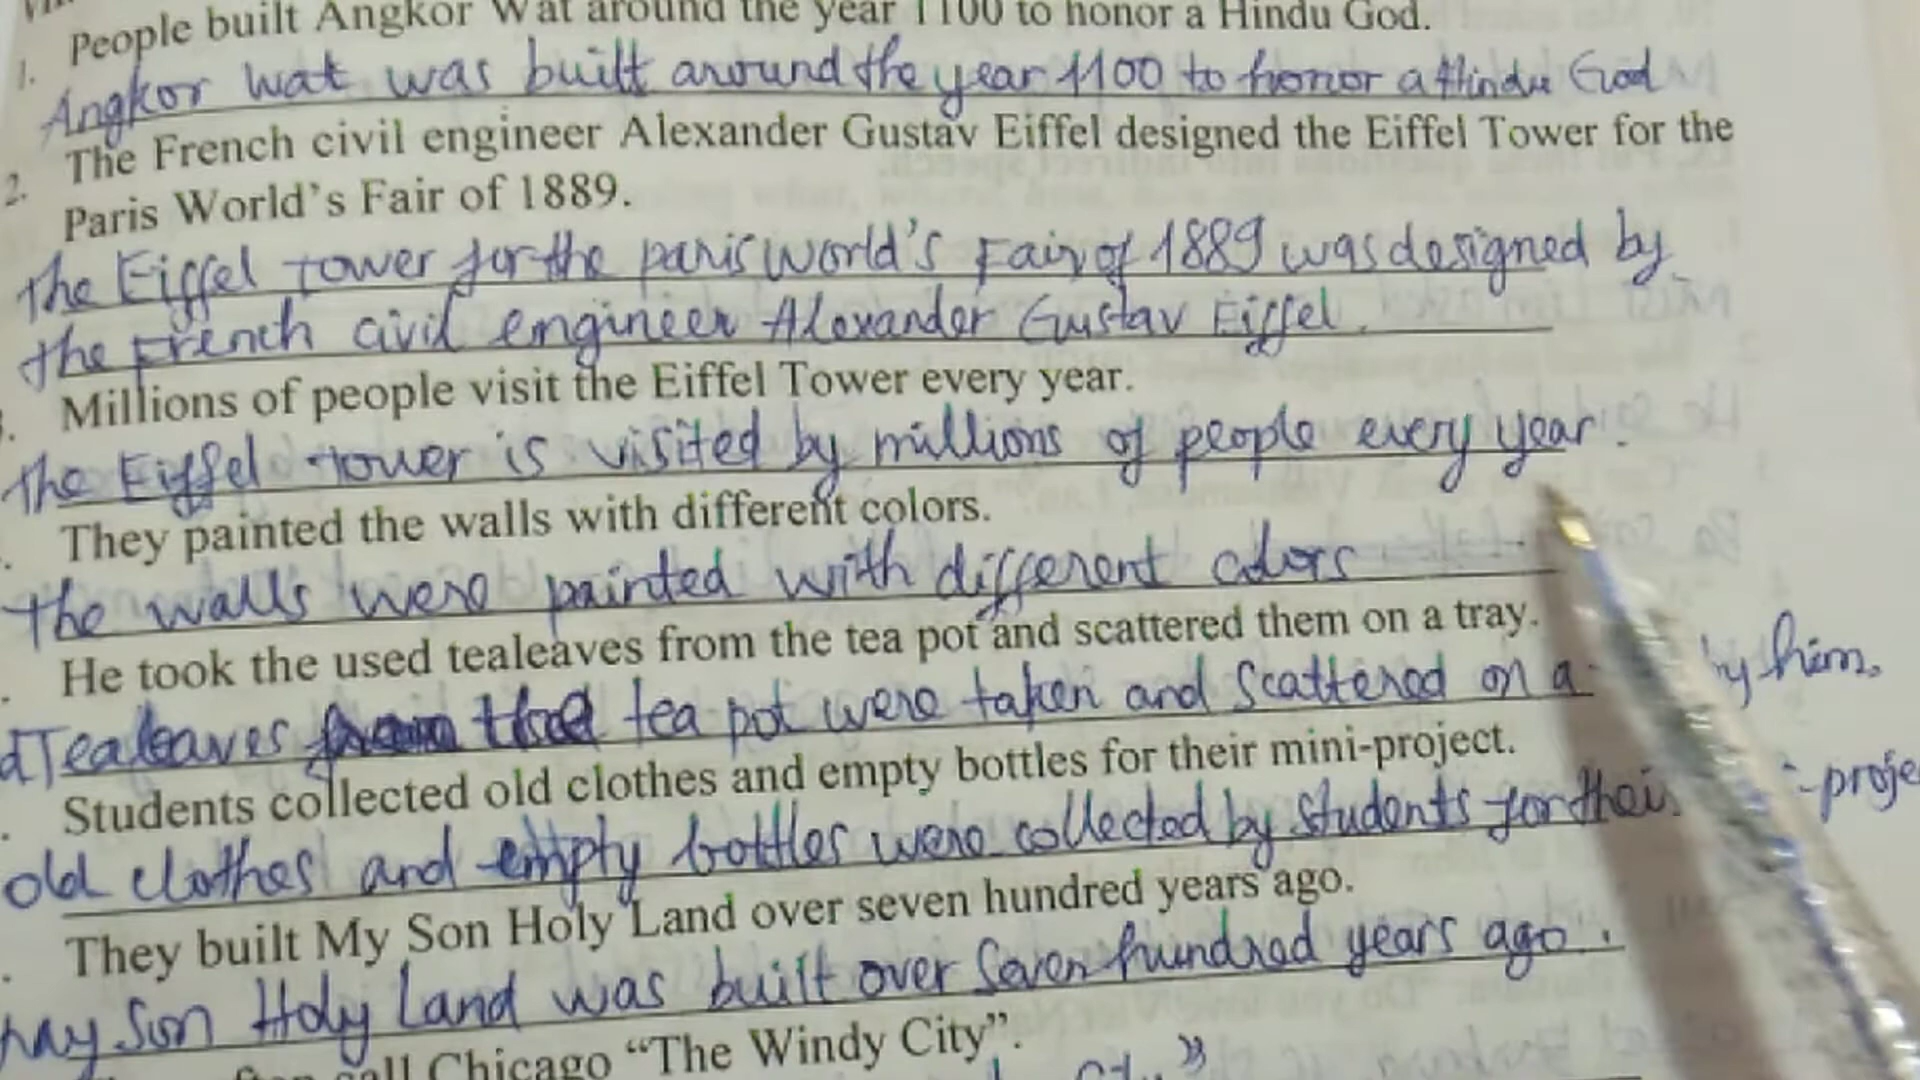 1. People built Angkor Wat around the year 1100 to honor a Hindu God.
Angkor wat was built around the year 1100 to honor a Hindu God
2. The French civil engineer Alexander Gustav Eiffel designed the Eiffel Tower for the
Paris World's Fair of 1889.
The Eiffel tower for the paris world's Fair of 1889 was designed by
the French civil engineer Alexander Gustav Eiffel.
Millions of people visit the Eiffel Tower every year.
The Eiffel tower is visited by millions of people every year.
They painted the walls with different colors.
The walls were painted with different colors
He took the used tealeaves from the tea pot and scattered them on a tray.
Tealeaves from the tea pot were taken and scattered on a by him.
Students collected old clothes and empty bottles for their mini-project.
old clothes and empty bottles were collected by students for their
They built My Son Holy Land over seven hundred years ago.
Son Holy Land was built over seven hundred years ago.
call Chicago "The Windy City".